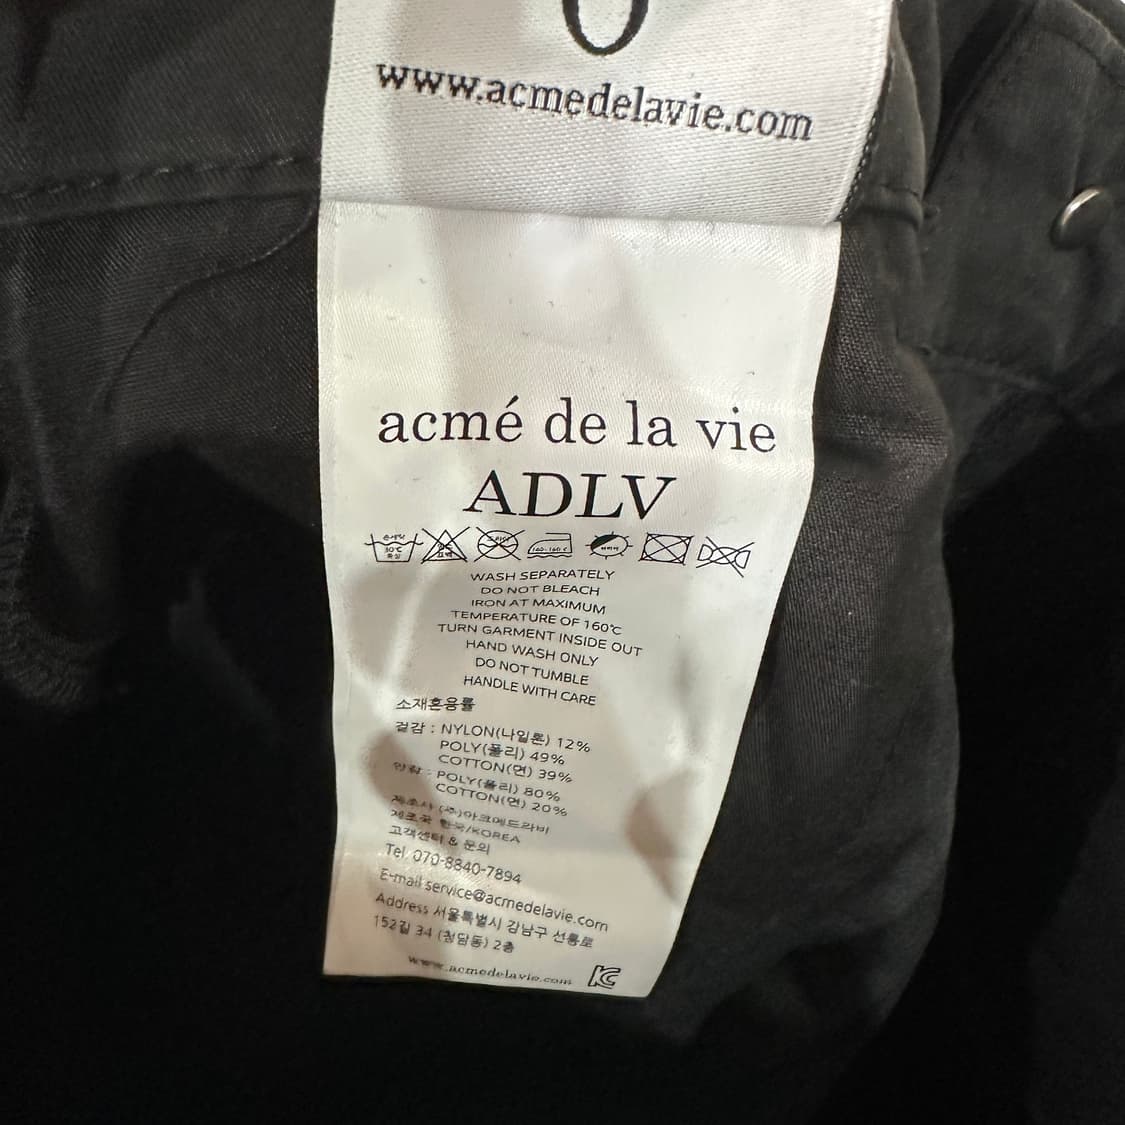 www.acmedelavie.com
acmé de la vie
ADLV
30℃
WASH SEPARATELY
DO NOT BLEACH
IRON AT MAXIMUM
TEMPERATURE OF 160℃
TURN GARMENT INSIDE OUT
HAND WASH ONLY
DO NOT TUMBLE
HANDLE WITH CARE
소재혼용률
겉감 : NYLON(나일론) 12%
POLY(폴리) 49%
COTTON(면) 39%
안감 : POLY(폴리) 80%
COTTON(면) 20%
제조사 (주)아크메드라비
제조국 한국/KOREA
고객센터 & 문의
Tel. 070-8840-7894
E-mail service@acmedelavie.com
Address 서울특별시 강남구 선릉로
152길 34 (청담동) 2층
www.acmedelavie.com